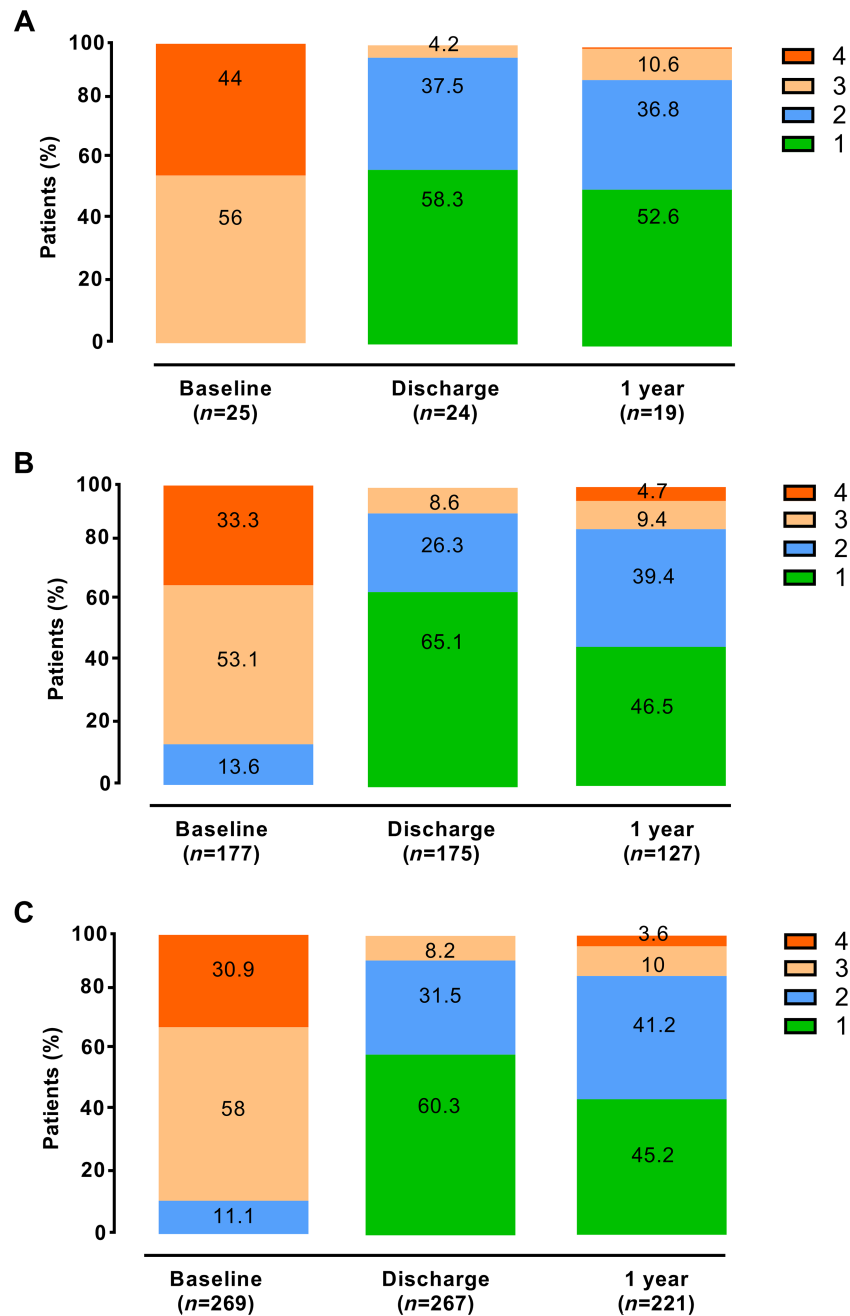 A
Patients (%)
100
80
60
40
20
0
44
56
4.2
37.5
58.3
10.6
36.8
52.6
4
3
2
1
Baseline
(n=25)
Discharge
(n=24)
1 year
(n=19)
B
Patients (%)
100
80
60
40
20
0
33.3
53.1
13.6
8.6
26.3
65.1
4.7
9.4
39.4
46.5
4
3
2
1
Baseline
(n=177)
Discharge
(n=175)
1 year
(n=127)
C
Patients (%)
100
80
60
40
20
0
30.9
58
11.1
8.2
31.5
60.3
3.6
10
41.2
45.2
4
3
2
1
Baseline
(n=269)
Discharge
(n=267)
1 year
(n=221)